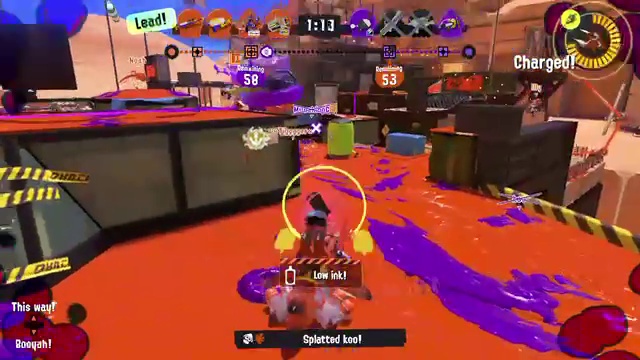 Lead!
1:13
Remaining
58
Remaining
53
Charged!
Low ink!
This way!
Booyah!
Splatted koo!